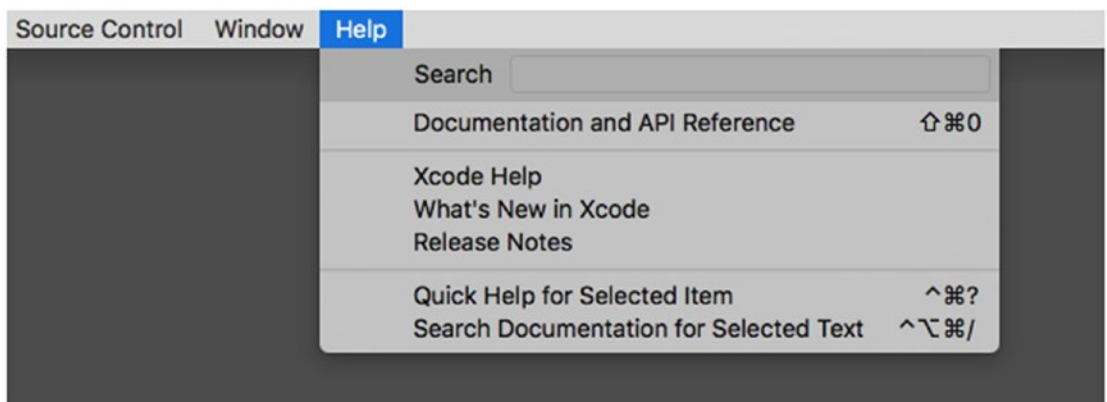 Source Control Window Help
Search
Documentation and API Reference ⇧⌘0
Xcode Help
What's New in Xcode
Release Notes
Quick Help for Selected Item ^⌘?
Search Documentation for Selected Text ^⌥⌘/